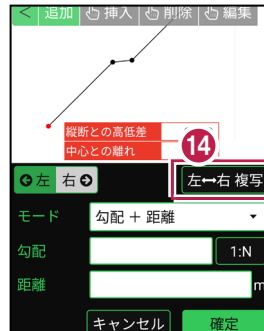 < 追加 挿入 削除 編集
縦断との高低差
中心との離れ
14
左 右 左↔右 複写
モード 勾配 + 距離
勾配 1:N
距離 m
キャンセル 確定